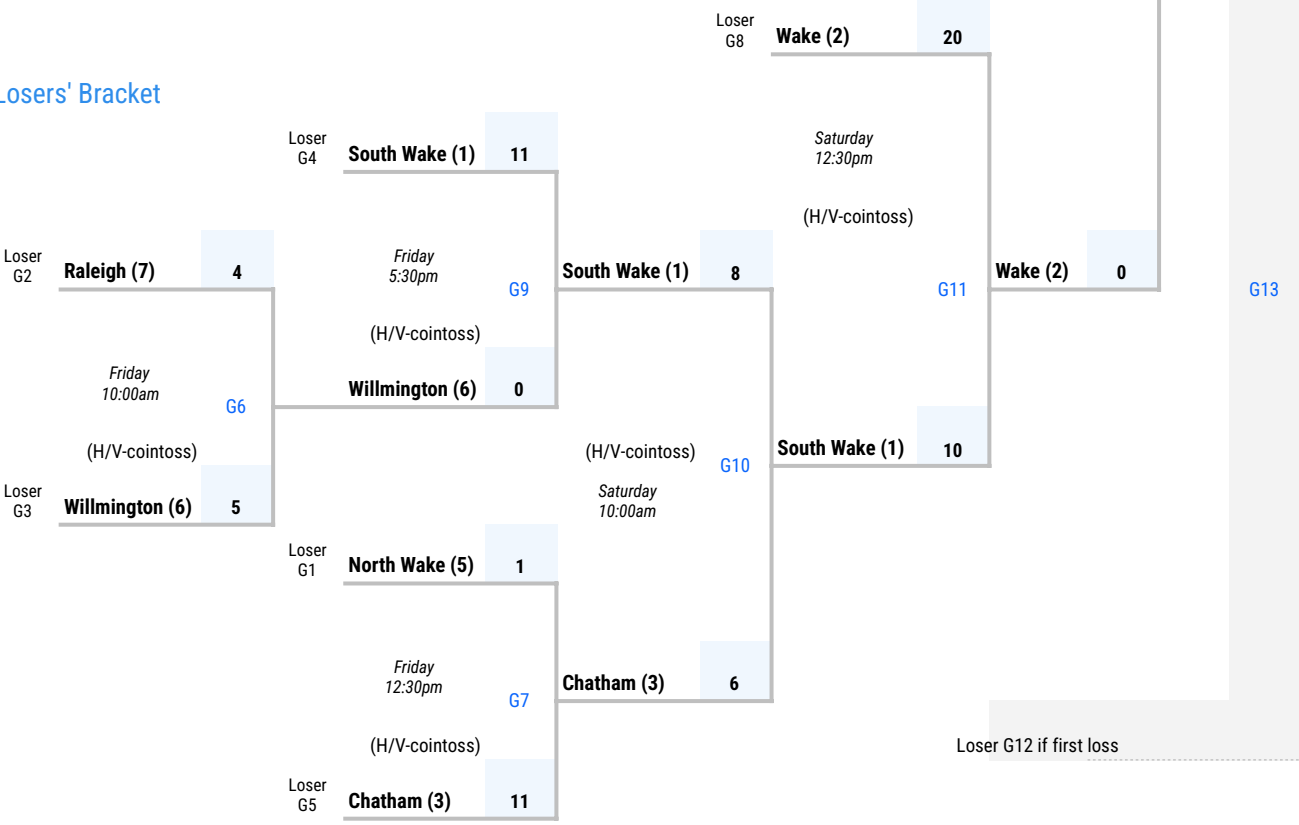 Loser
G8
Wake (2)
20
Losers' Bracket
Loser
G4
South Wake (1)
11
Saturday
12:30pm
(H/V-cointoss)
Loser
G2
Raleigh (7)
4
Friday
5:30pm
G9
South Wake (1)
8
G11
Wake (2)
0
G13
(H/V-cointoss)
Friday
10:00am
G6
Willmington (6)
0
(H/V-cointoss)
(H/V-cointoss)
G10
South Wake (1)
10
Saturday
10:00am
Loser
G3
Willmington (6)
5
Loser
G1
North Wake (5)
1
Friday
12:30pm
G7
Chatham (3)
6
(H/V-cointoss)
Loser G12 if first loss
Loser
G5
Chatham (3)
11